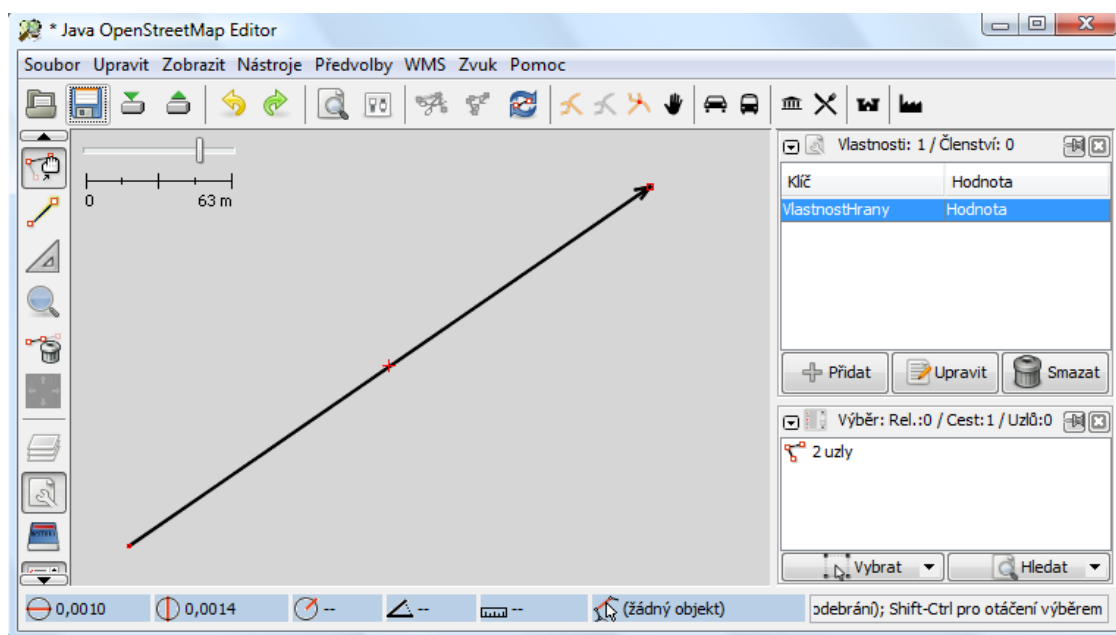 * Java OpenStreetMap Editor
Soubor Upravit Zobrazit Nástroje Předvolby WMS Zvuk Pomoc
0 63 m
Vlastnosti: 1 / Členství: 0
Klíč Hodnota
VlastnostHrany Hodnota
Přidat Upravit Smazat
Výběr: Rel.:0 / Cest:1 / Uzlů:0
2 uzly
Vybrat Hledat
0,0010 0,0014 -- -- -- (žádný objekt) odebrání); Shift-Ctrl pro otáčení výběrem